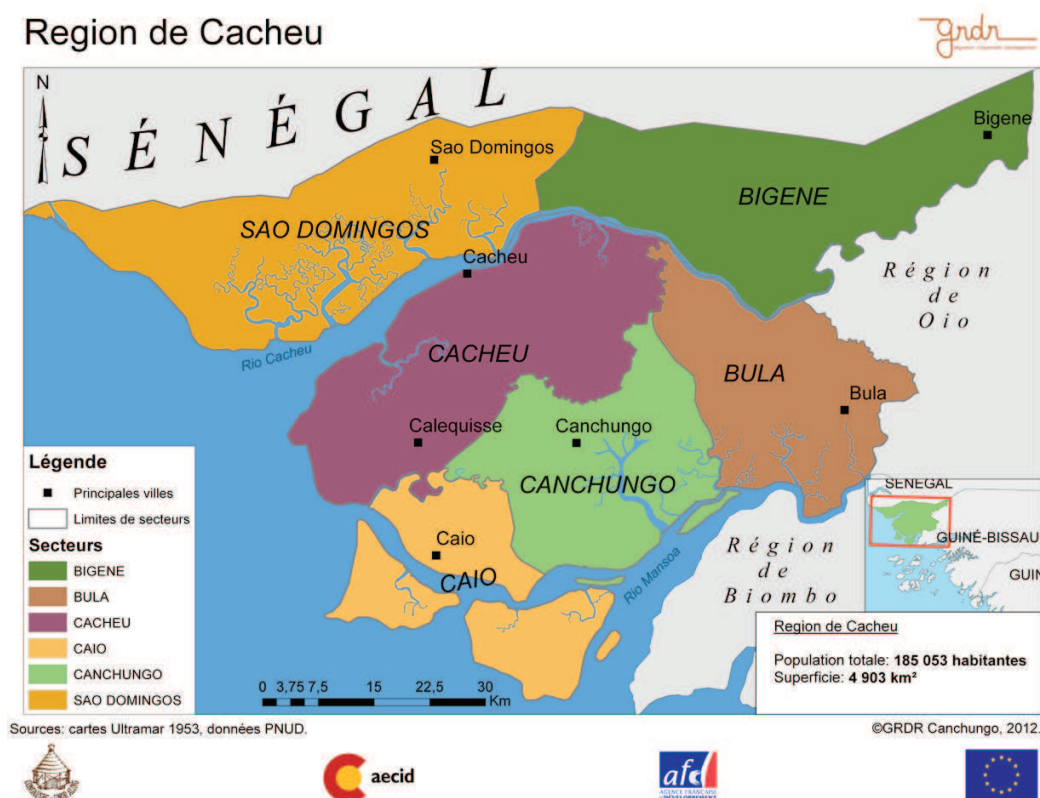 Region de Cacheu
grdr
N
SÉNÉGAL
Bigene
Sao Domingos
BIGENE
SAO DOMINGOS
Cacheu
Région
de
Oio
Rio Cacheu
CACHEU
BULA
Bula
Calequisse
Canchungo
CANCHUNGO
Caio
CAIO
Rio Mansoa
Région
de
Biombo
Légende
Principales villes
Limites de secteurs
Secteurs
BIGENE
BULA
CACHEU
CAIO
CANCHUNGO
SAO DOMINGOS
0 3,75 7,5 15 22,5 30
Km
SENEGAL
GUINÉ-BISSAU
GUIN
Region de Cacheu
Population totale: 185 053 habitantes
Superficie: 4 903 km²
Sources: cartes Ultramar 1953, données PNUD.
©GRDR Canchungo, 2012.
aecid
afd
AGENCE FRANÇAISE
DE DÉVELOPPEMENT